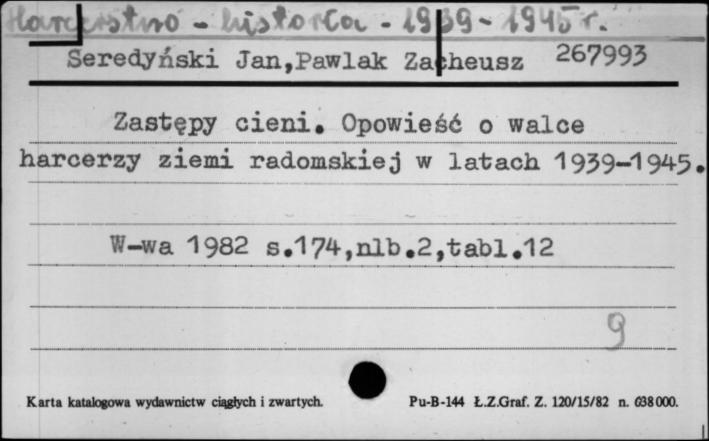 Harcerstwo - historia - 1939-1945 r.
Seredyński Jan,Pawlak Zacheusz 267993
Zastępy cieni. Opowieść o walce
harcerzy ziemi radomskiej w latach 1939-1945.
W-wa 1982 s.174,nlb.2,tabl.12
9
Karta katalogowa wydawnictw ciągłych i zwartych. Pu-B-144 Ł.Z.Graf. Z. 120/15/82 n. 638000.